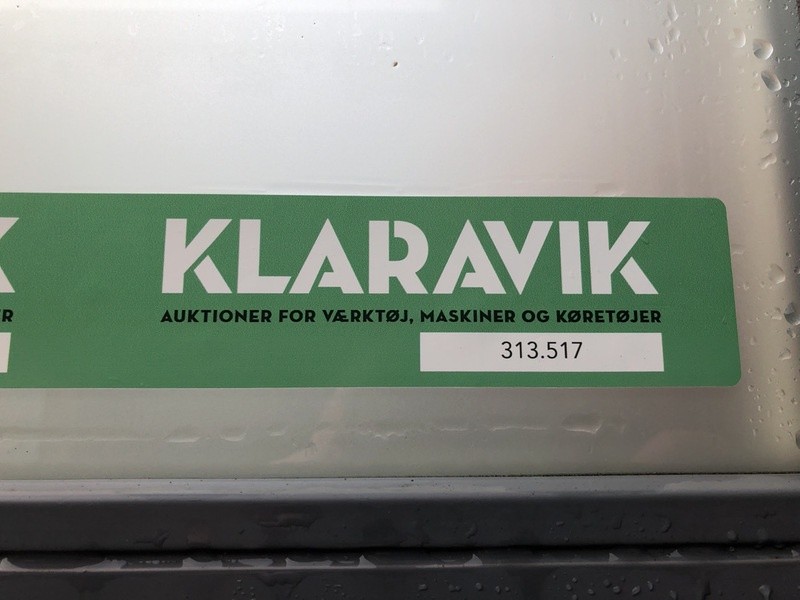 KLARAVIK
AUKTIONER FOR VÆRKTØJ, MASKINER OG KØRETØJER
313.517